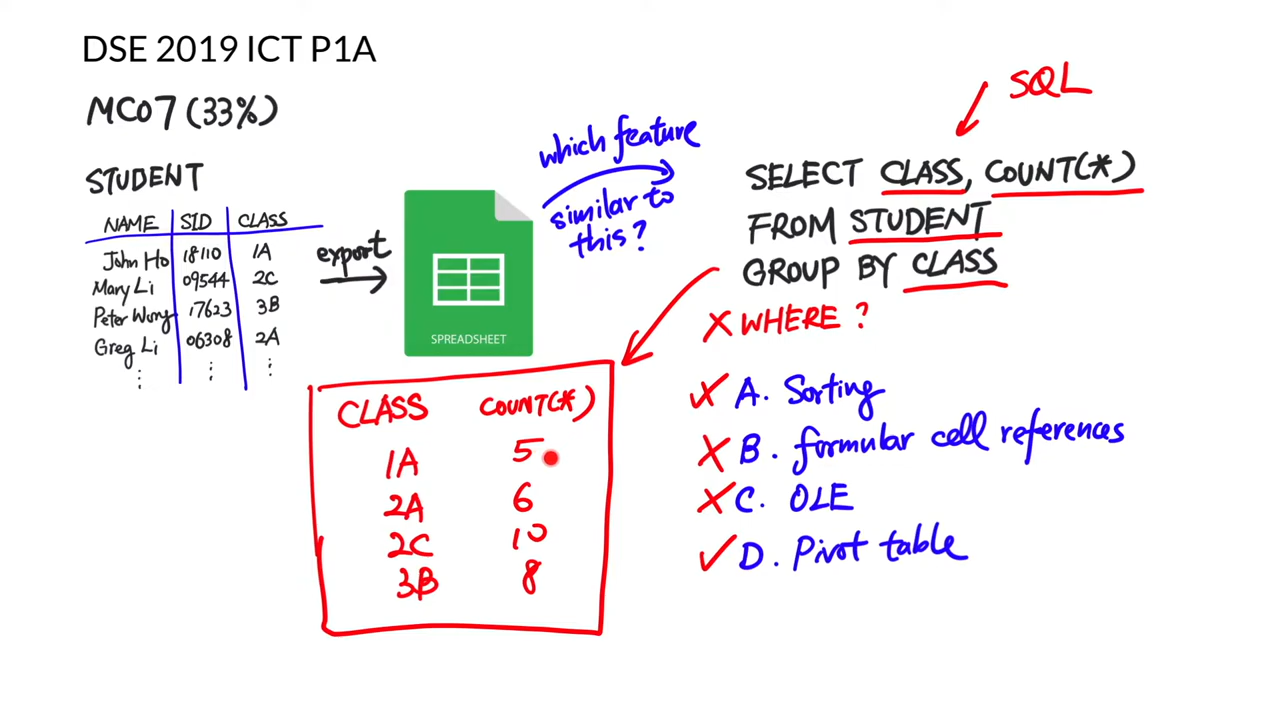 DSE 2019 ICT P1A
MC07 (33%)
STUDENT
NAME SID CLASS
John Ho 18110 1A
Mary Li 09544 2C
Peter Wong 17623 3B
Greg Li 06308 2A
⋮ ⋮ ⋮
export
SPREADSHEET
which feature
similar to
this?
SQL
SELECT CLASS, COUNT(*)
FROM STUDENT
GROUP BY CLASS
✗ WHERE ?
CLASS COUNT(*)
1A 5
2A 6
2C 10
3B 8
✗ A. Sorting
✗ B. formular cell references
✗ C. OLE
✓ D. Pivot table